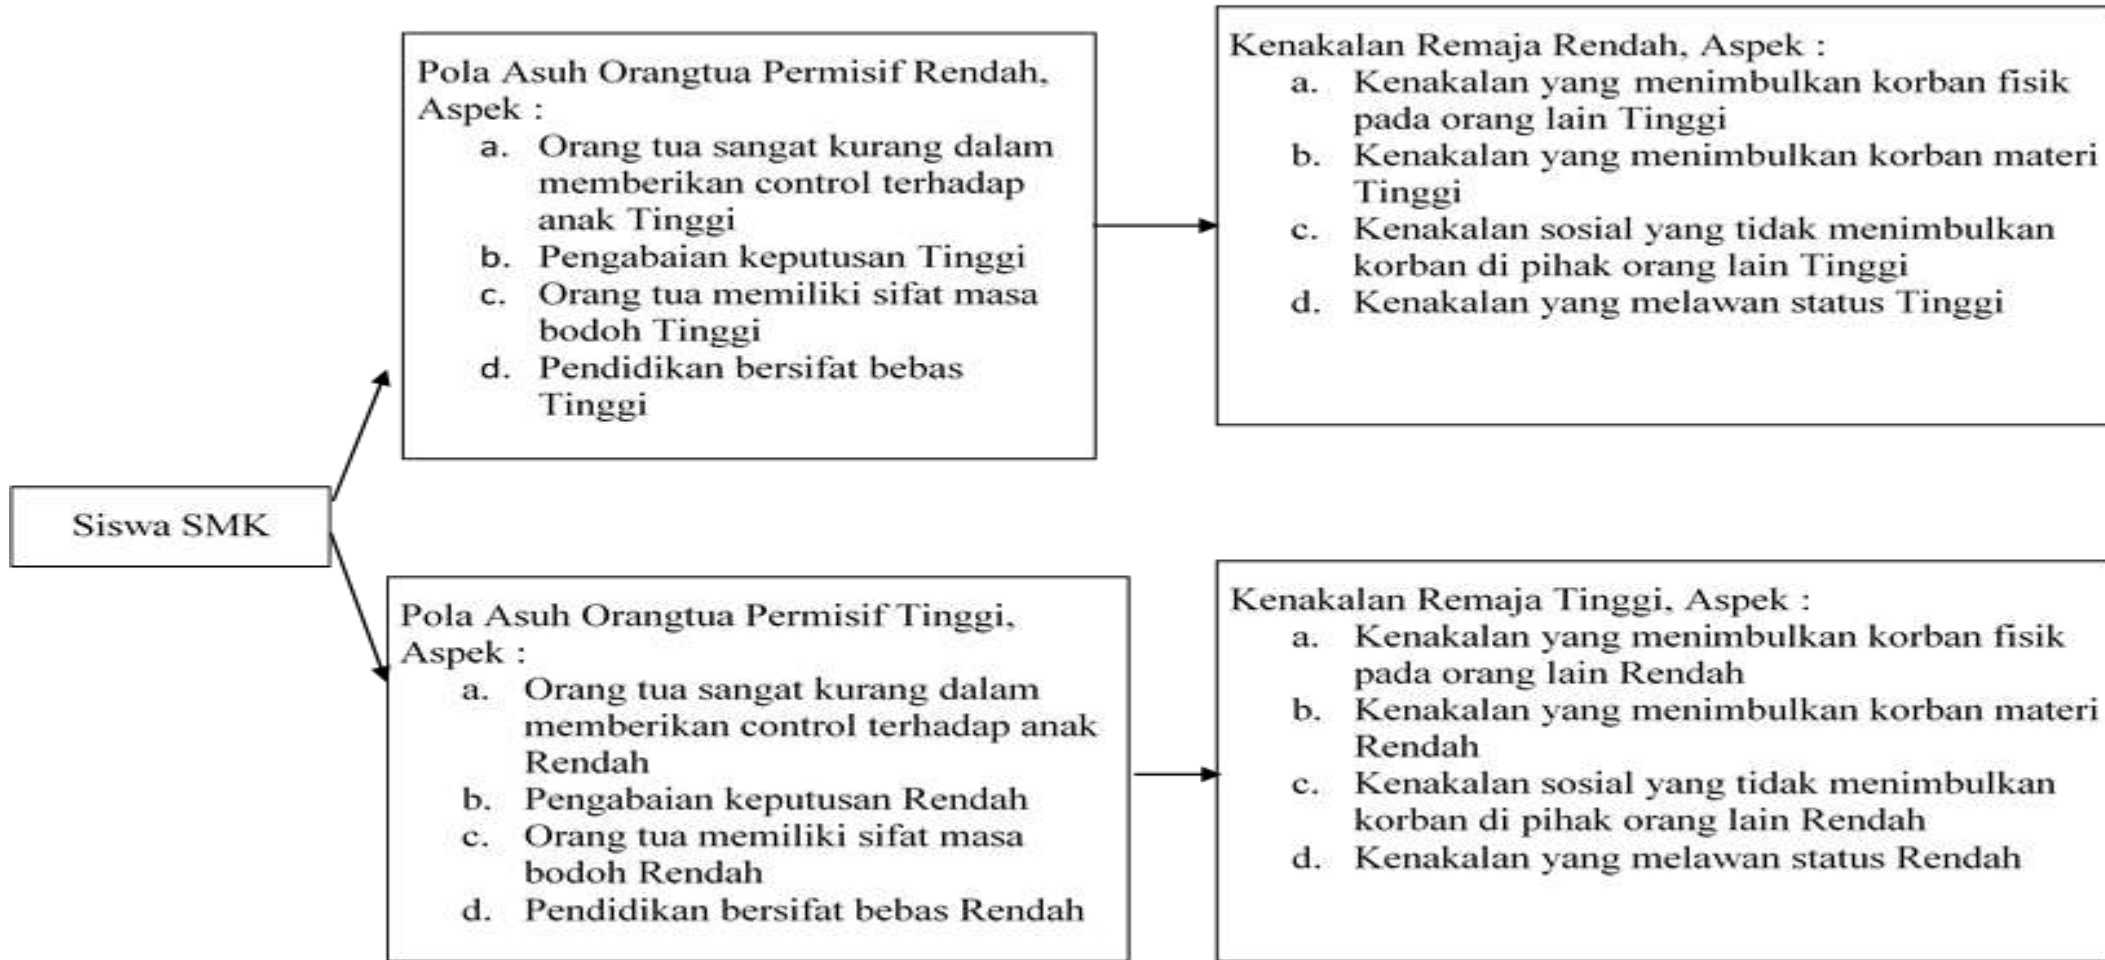 Pola Asuh Orangtua Permisif Rendah,
Aspek :
a. Orang tua sangat kurang dalam
memberikan control terhadap
anak Tinggi
b. Pengabaian keputusan Tinggi
c. Orang tua memiliki sifat masa
bodoh Tinggi
d. Pendidikan bersifat bebas
Tinggi
Kenakalan Remaja Rendah, Aspek :
a. Kenakalan yang menimbulkan korban fisik
pada orang lain Tinggi
b. Kenakalan yang menimbulkan korban materi
Tinggi
c. Kenakalan sosial yang tidak menimbulkan
korban di pihak orang lain Tinggi
d. Kenakalan yang melawan status Tinggi
Siswa SMK
Pola Asuh Orangtua Permisif Tinggi,
Aspek :
a. Orang tua sangat kurang dalam
memberikan control terhadap anak
Rendah
b. Pengabaian keputusan Rendah
c. Orang tua memiliki sifat masa
bodoh Rendah
d. Pendidikan bersifat bebas Rendah
Kenakalan Remaja Tinggi, Aspek :
a. Kenakalan yang menimbulkan korban fisik
pada orang lain Rendah
b. Kenakalan yang menimbulkan korban materi
Rendah
c. Kenakalan sosial yang tidak menimbulkan
korban di pihak orang lain Rendah
d. Kenakalan yang melawan status Rendah